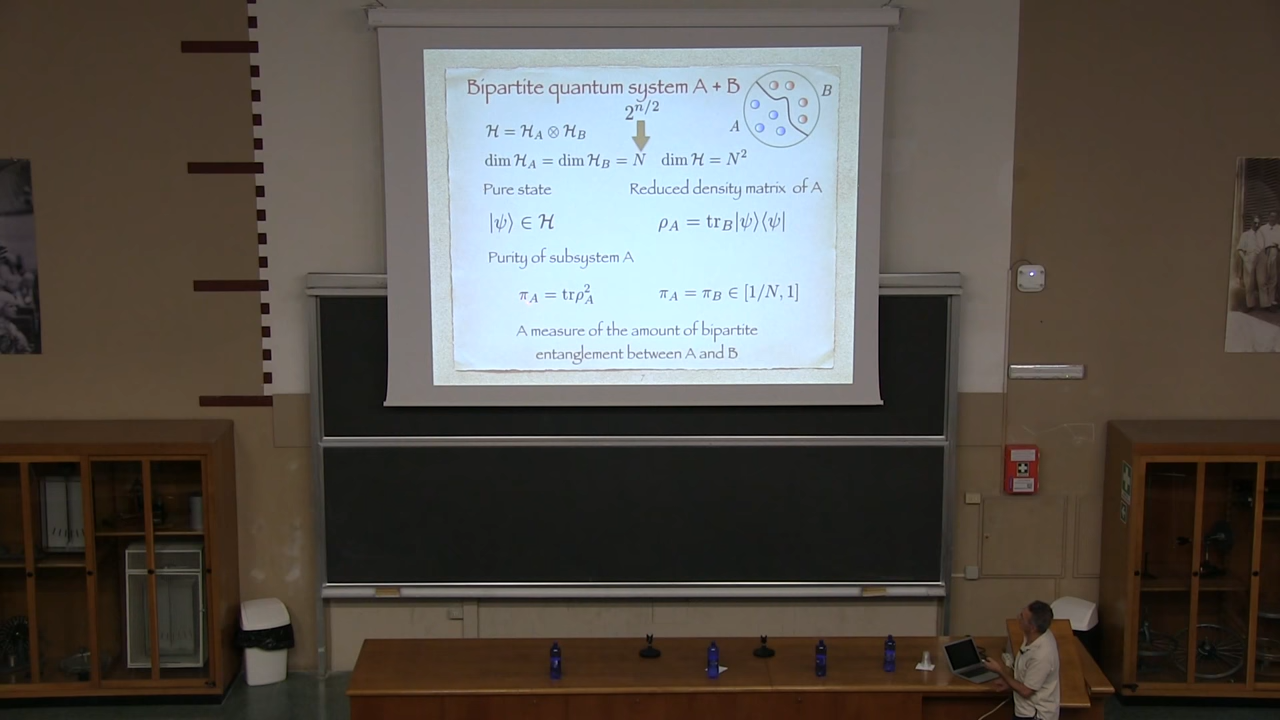 Bipartite quantum system A + B
B
A
2^{n/2}
ℋ = ℋ_A ⊗ ℋ_B
dim ℋ_A = dim ℋ_B = N dim ℋ = N²
Pure state Reduced density matrix of A
|ψ⟩ ∈ ℋ ρ_A = tr_B|ψ⟩⟨ψ|
Purity of subsystem A
π_A = trρ_A² π_A = π_B ∈ [1/N, 1]
A measure of the amount of bipartite
entanglement between A and B
7